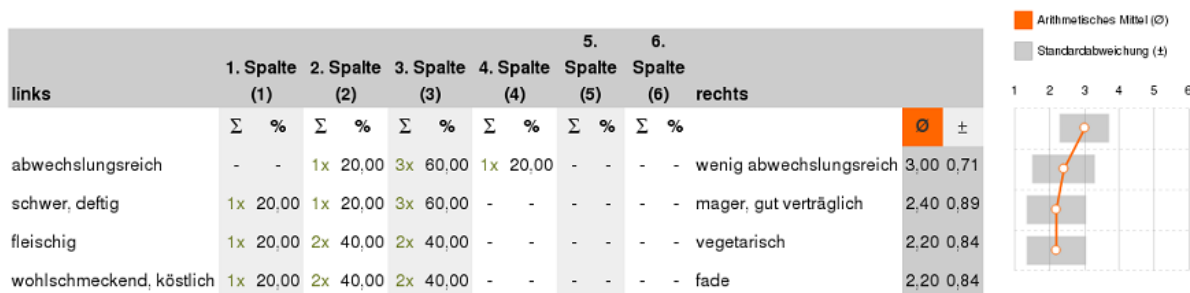 Arithmetisches Mittel (Ø)
Standardabweichung (±)
links 1. Spalte (1) 2. Spalte (2) 3. Spalte (3) 4. Spalte (4) 5. Spalte (5) 6. Spalte (6) rechts
1 2 3 4 5 6
Σ % Σ % Σ % Σ % Σ % Σ % Ø ±
abwechslungsreich - - 1x 20,00 3x 60,00 1x 20,00 - - - - wenig abwechslungsreich 3,00 0,71
schwer, deftig 1x 20,00 1x 20,00 3x 60,00 - - - - - - mager, gut verträglich 2,40 0,89
fleischig 1x 20,00 2x 40,00 2x 40,00 - - - - - - vegetarisch 2,20 0,84
wohlschmeckend, köstlich 1x 20,00 2x 40,00 2x 40,00 - - - - - - fade 2,20 0,84